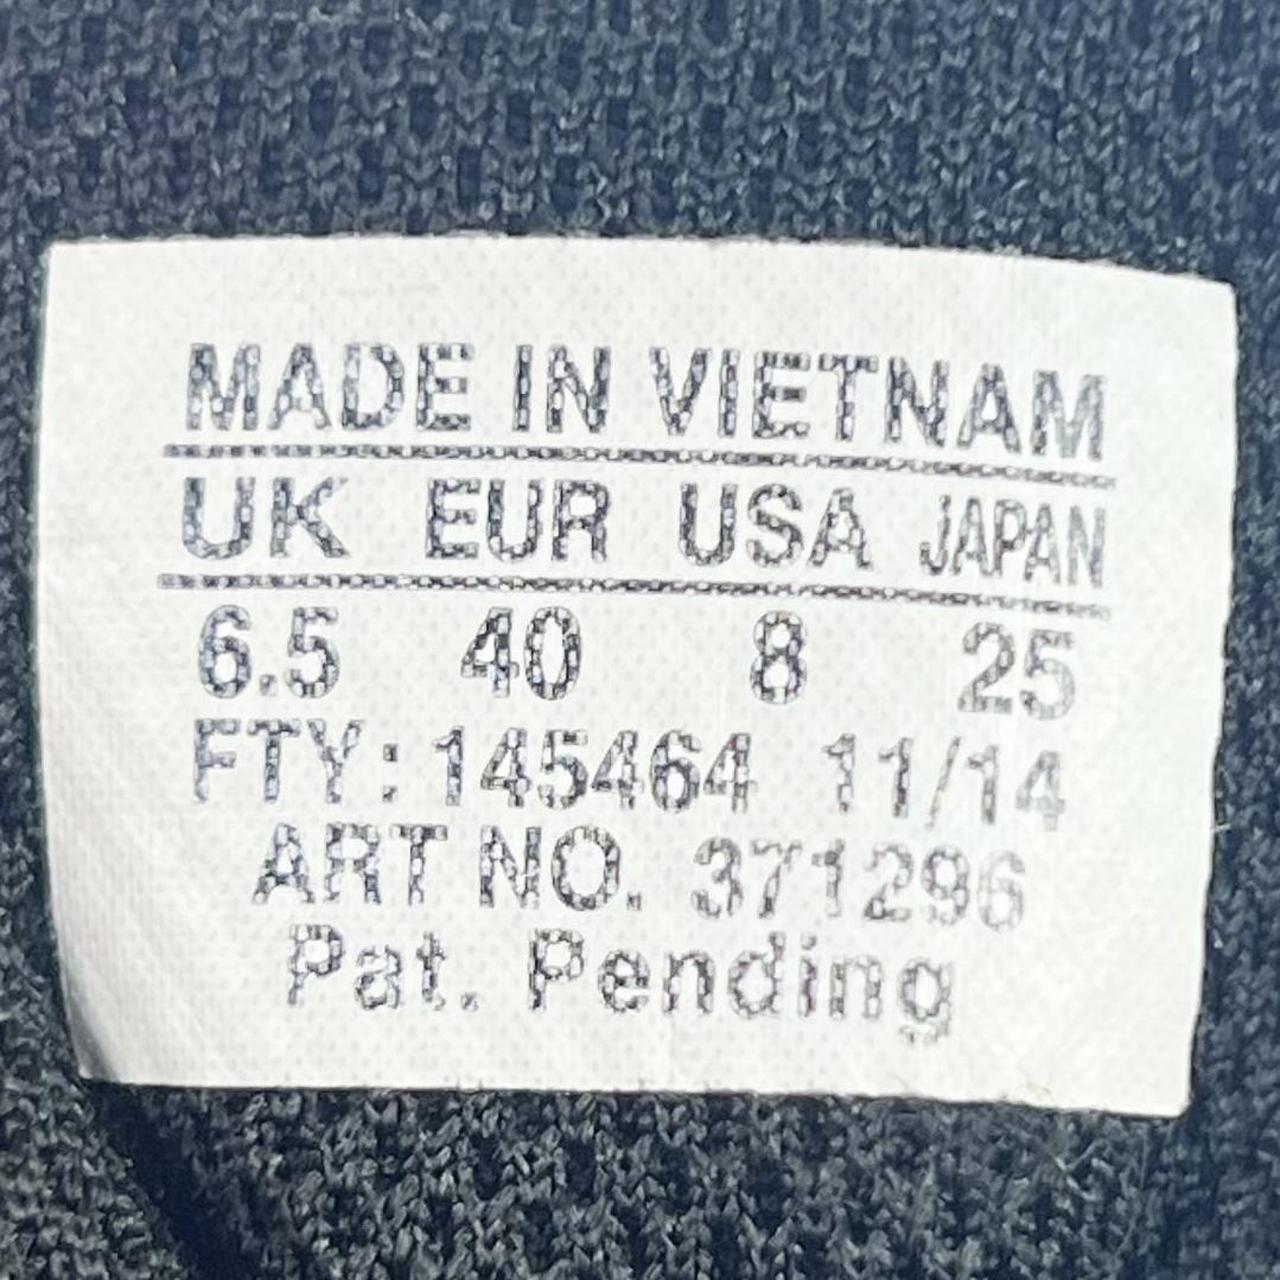 MADE IN VIETNAM
UK EUR USA JAPAN
6.5 40 8 25
FTY: 145464 11/14
ART NO. 371296
Pat. Pending